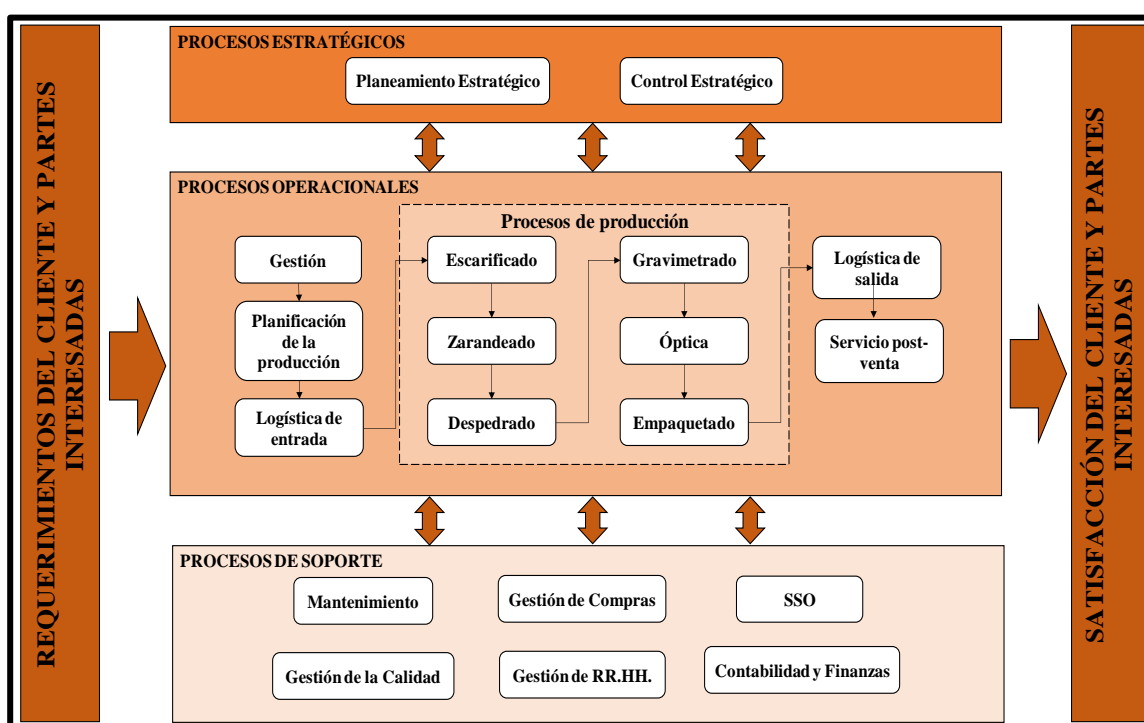 REQUERIMIENTOS DEL CLIENTE Y PARTES
INTERESADAS
PROCESOS ESTRATÉGICOS
Planeamiento Estratégico
Control Estratégico
PROCESOS OPERACIONALES
Procesos de producción
Gestión
Planificación
de la
producción
Logística de
entrada
Escarificado
Zarandeado
Despedrado
Gravimetrado
Óptica
Empaquetado
Logística de
salida
Servicio post-
venta
PROCESOS DE SOPORTE
Mantenimiento
Gestión de Compras
SSO
Gestión de la Calidad
Gestión de RR.HH.
Contabilidad y Finanzas
SATISFACCIÓN DEL CLIENTE Y PARTES
INTERESADAS